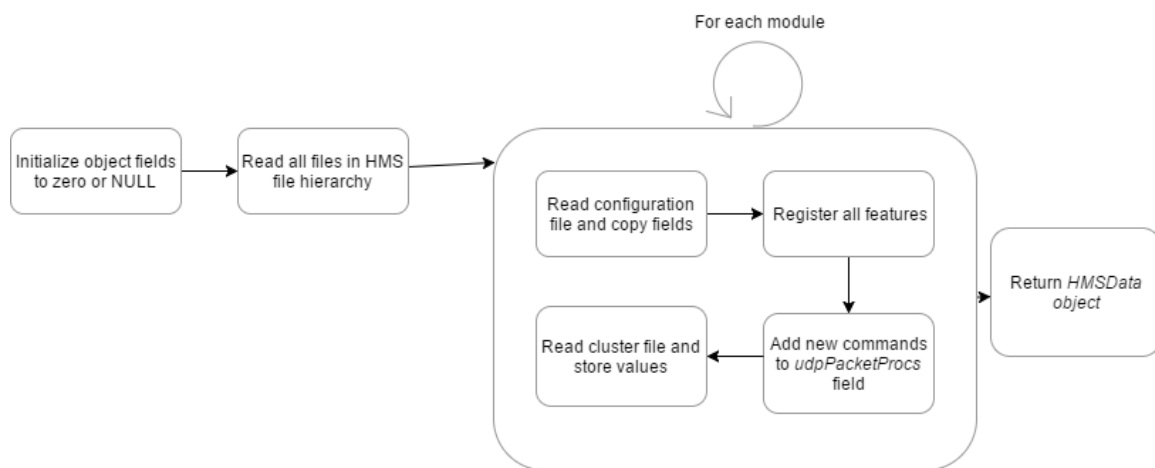 For each module
Initialize object fields
to zero or NULL
Read all files in HMS
file hierarchy
Read configuration
file and copy fields
Register all features
Add new commands
to udpPacketProcs
field
Read cluster file and
store values
Return HMSData
object